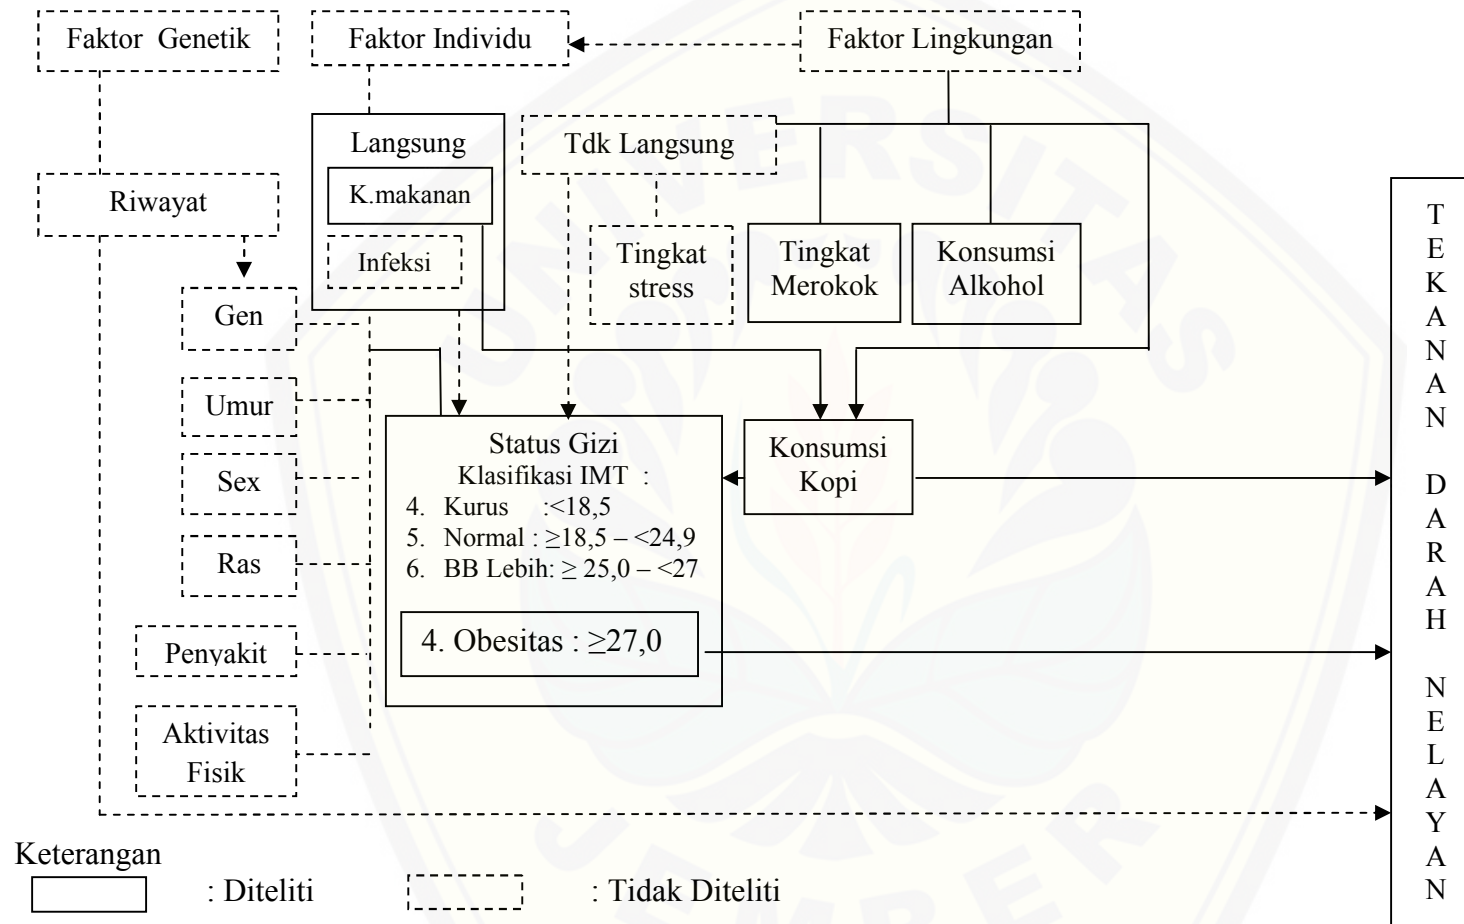 Faktor Genetik
Faktor Individu
Faktor Lingkungan
Langsung
Tdk Langsung
K.makanan
Riwayat
Infeksi
Tingkat
stress
Tingkat
Merokok
Konsumsi
Alkohol
Gen
Umur
Sex
Ras
Penyakit
Aktivitas
Fisik
Status Gizi
Klasifikasi IMT :
4. Kurus :<18,5
5. Normal : ≥18,5 – <24,9
6. BB Lebih: ≥ 25,0 – <27
4. Obesitas : ≥27,0
Konsumsi
Kopi
T
E
K
A
N
A
N
D
A
R
A
H
N
E
L
A
Y
A
N
Keterangan
: Diteliti
: Tidak Diteliti
UNIVERSITAS
JEMBER